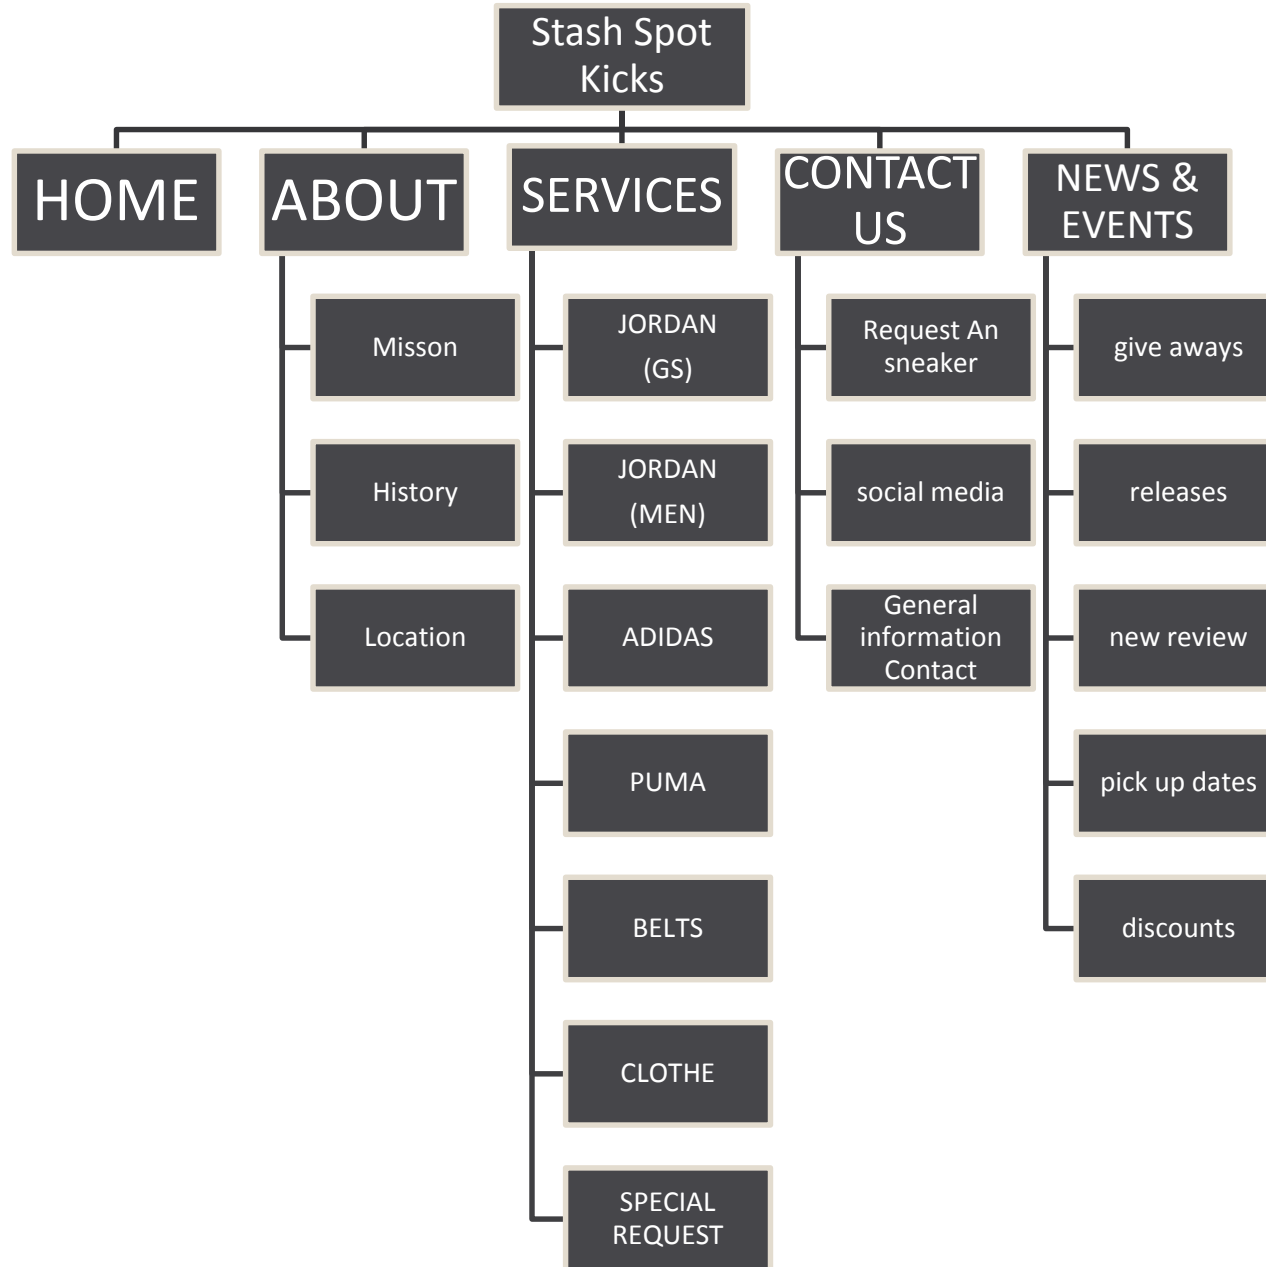 Stash Spot
Kicks
HOME
ABOUT
SERVICES
CONTACT
US
NEWS &
EVENTS
Misson
History
Location
JORDAN
(GS)
JORDAN
(MEN)
ADIDAS
PUMA
BELTS
CLOTHE
SPECIAL
REQUEST
Request An
sneaker
social media
General
information
Contact
give aways
releases
new review
pick up dates
discounts